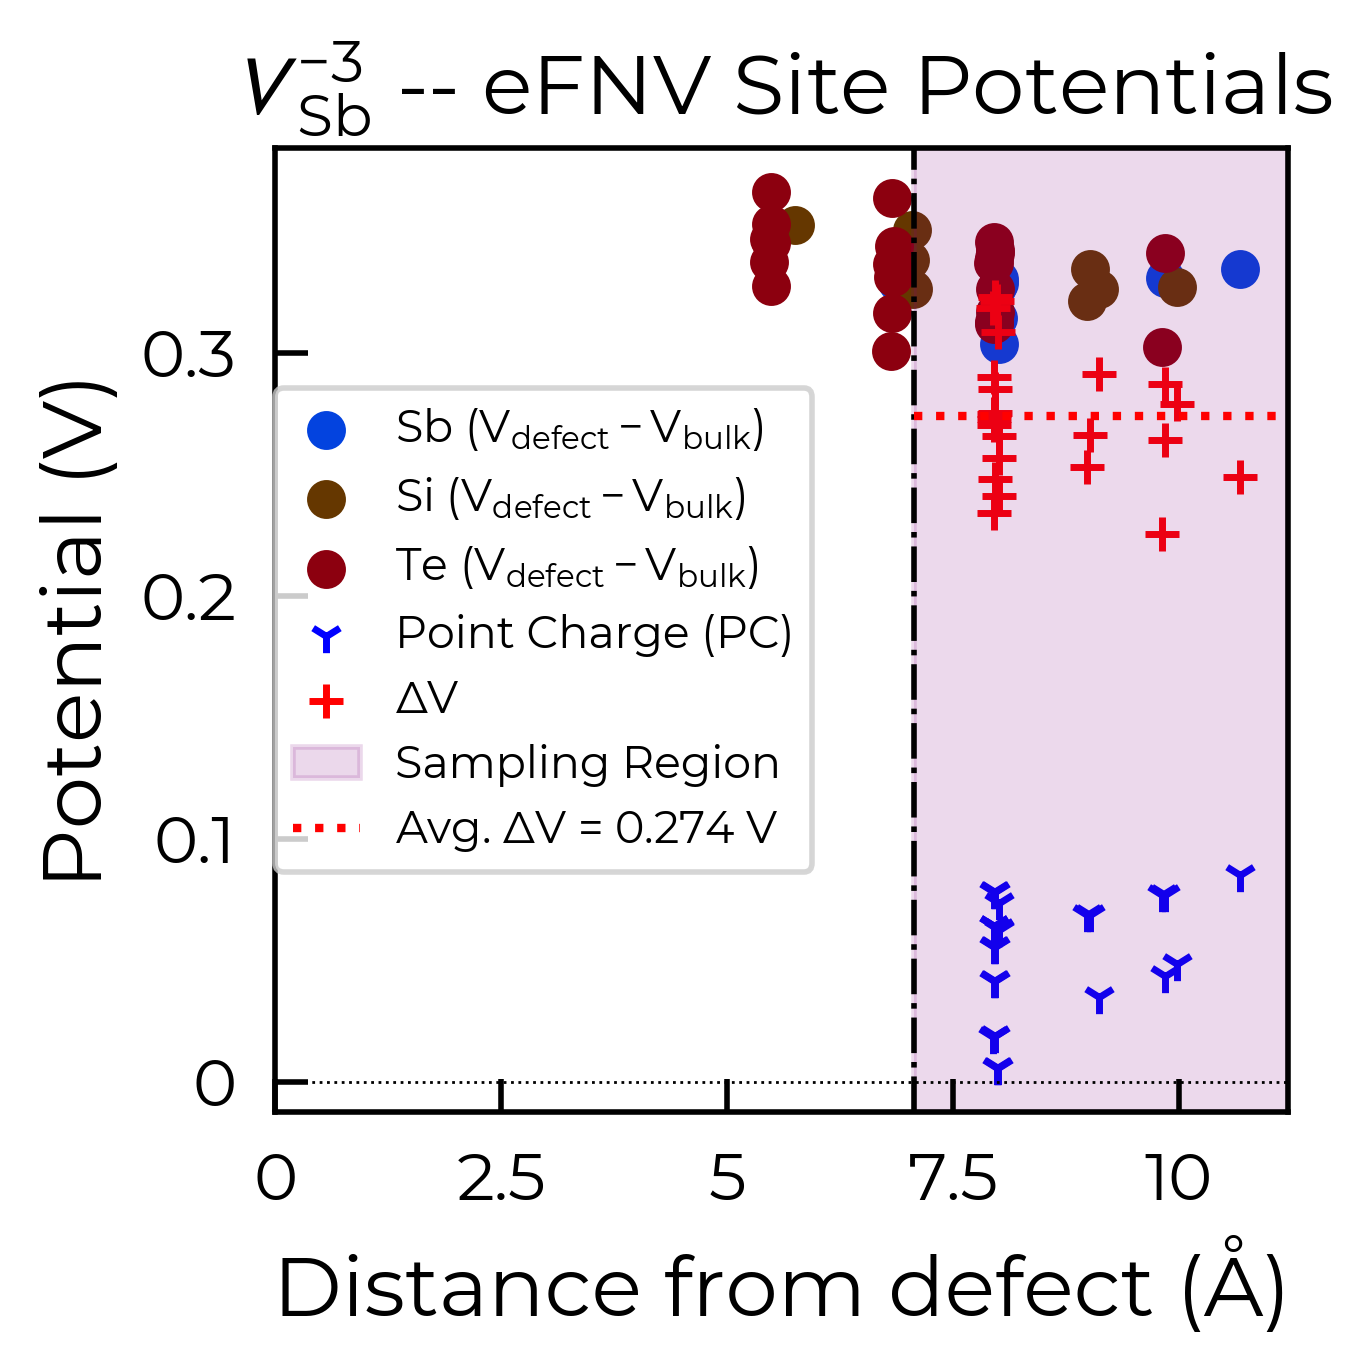 V_Sb^−3 -- eFNV Site Potentials
Potential (V)
0.3
0.2
0.1
0
Sb (V_defect − V_bulk)
Si (V_defect − V_bulk)
Te (V_defect − V_bulk)
Point Charge (PC)
ΔV
Sampling Region
Avg. ΔV = 0.274 V
0 2.5 5 7.5 10
Distance from defect (Å)